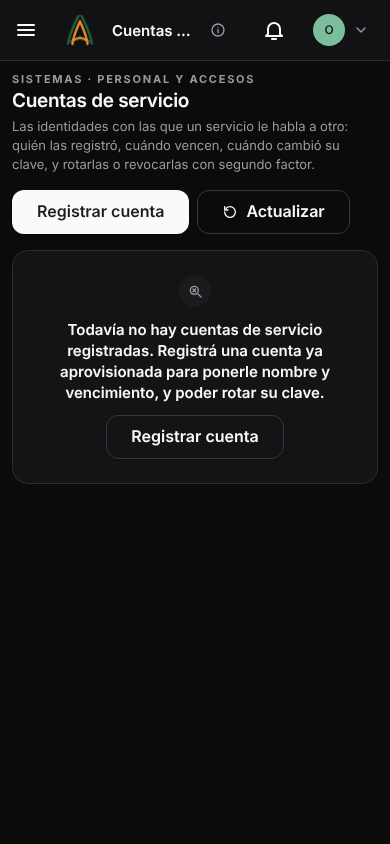 Cuentas ...
O
SISTEMAS · PERSONAL Y ACCESOS
Cuentas de servicio
Las identidades con las que un servicio le habla a otro:
quién las registró, cuándo vencen, cuándo cambió su
clave, y rotarlas o revocarlas con segundo factor.
Registrar cuenta
Actualizar
Todavía no hay cuentas de servicio
registradas. Registrá una cuenta ya
aprovisionada para ponerle nombre y
vencimiento, y poder rotar su clave.
Registrar cuenta